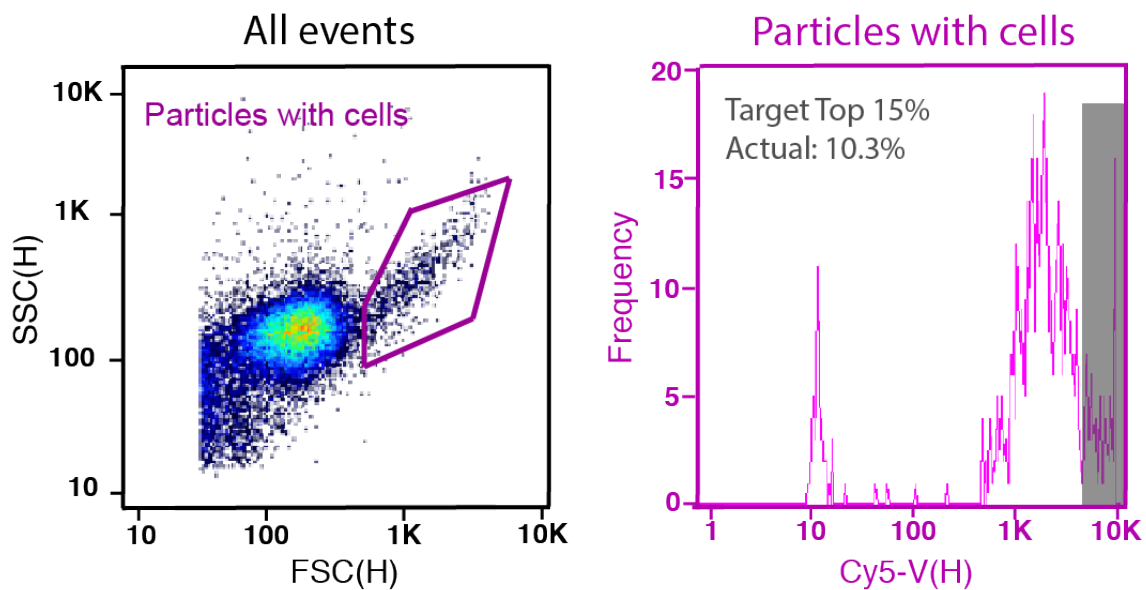 All events
Particles with cells
SSC(H)
10K
1K
100
10
10
100
1K
10K
FSC(H)
Particles with cells
Target Top 15%
Actual: 10.3%
Frequency
20
15
10
5
0
1
10
100
1K
10K
Cy5-V(H)